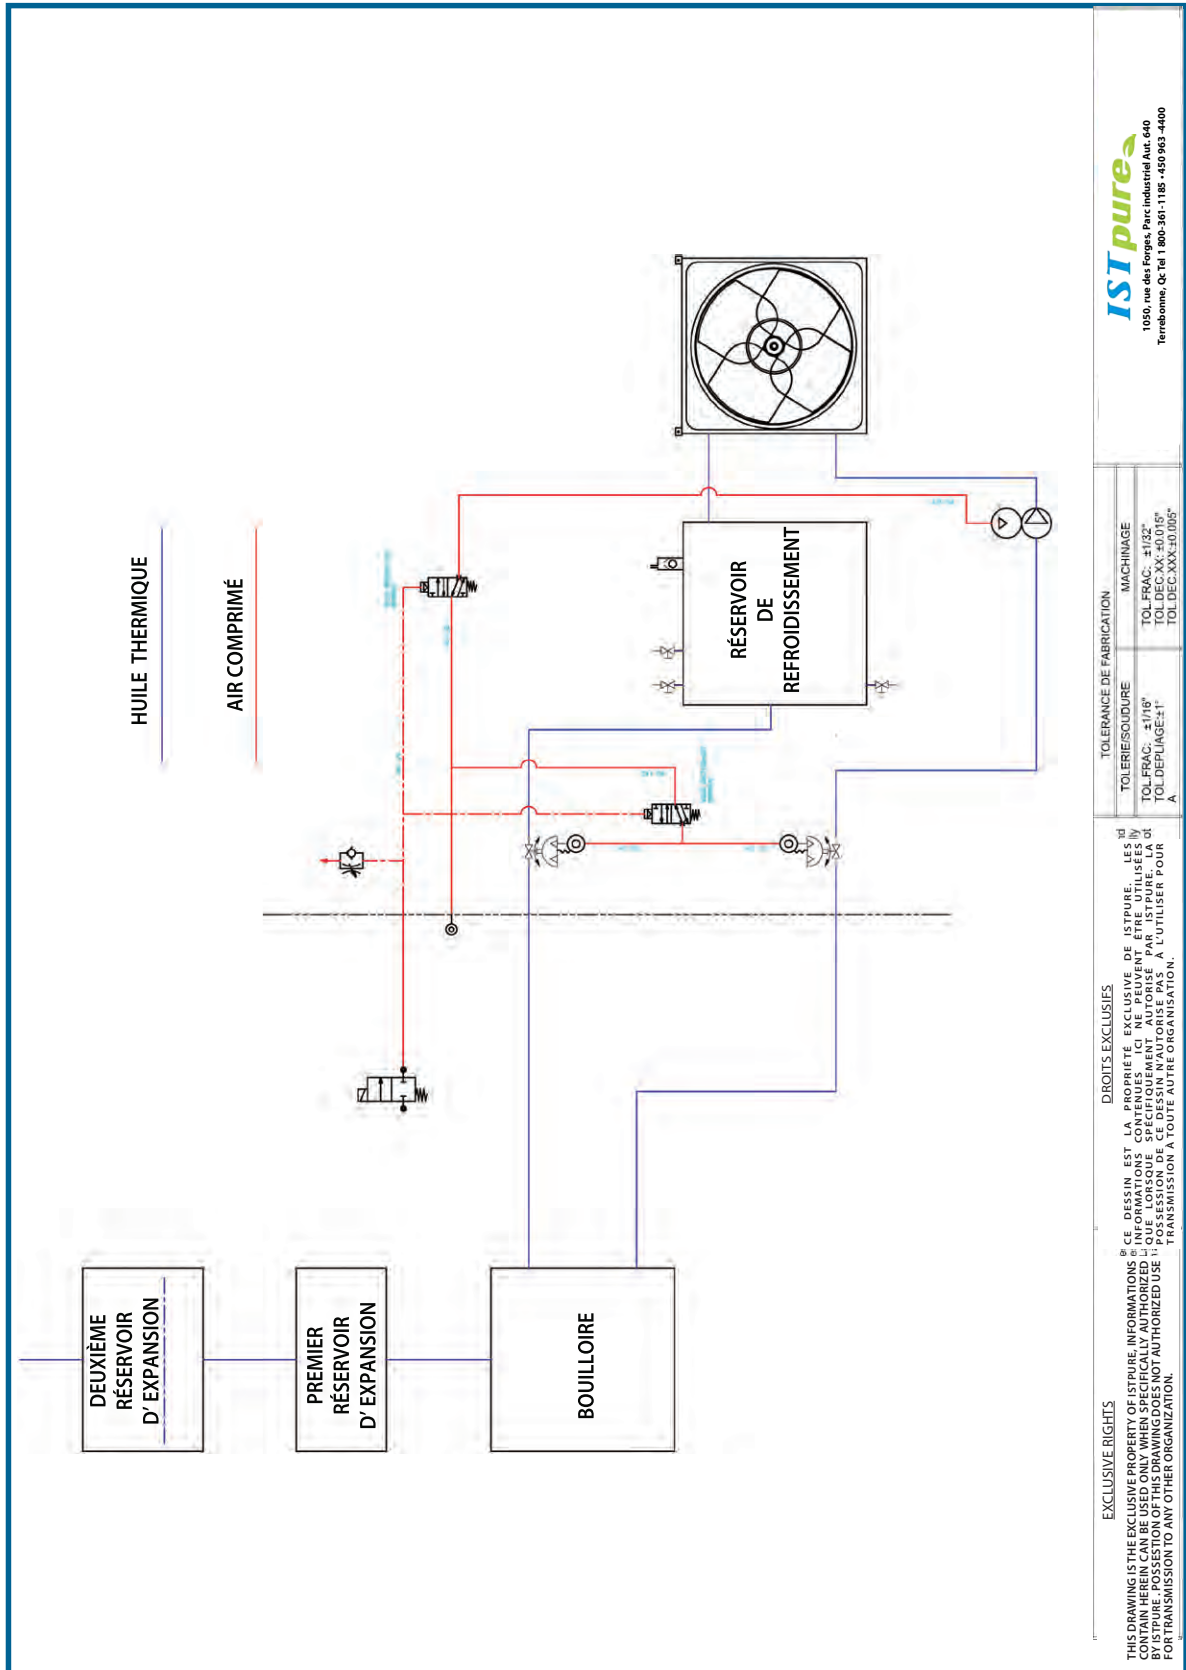 HUILE THERMIQUE
AIR COMPRIMÉ
DEUXIÈME
RÉSERVOIR
D' EXPANSION
PREMIER
RÉSERVOIR
D' EXPANSION
BOUILLOIRE
RÉSERVOIR
DE
REFROIDISSEMENT
EXCLUSIVE RIGHTS
THIS DRAWING IS THE EXCLUSIVE PROPERTY OF ISTPURE, INFORMATIONS
CONTAIN HEREIN CAN BE USED ONLY WHEN SPECIFICALLY AUTHORIZED
BY ISTPURE . POSSESTION OF THIS DRAWING DOES NOT AUTHORIZED USE
FOR TRANSMISSION TO ANY OTHER ORGANIZATION.
DROITS EXCLUSIFS
CE DESSIN EST LA PROPRIÉTÉ EXCLUSIVE DE ISTPURE. LES
INFORMATIONS CONTENUES ICI NE PEUVENT ÊTRE UTILISÉES
QUE LORSQUE SPÉCIFIQUEMENT AUTORISÉ PAR ISTPURE. LA
POSSESSION DE CE DESSIN N'AUTORISE PAS À L'UTILISER POUR
TRANSMISSION À TOUTE AUTRE ORGANISATION.
TOLERANCE DE FABRICATION
TOLERIE/SOUDURE
TOL.FRAC: ±1/16"
TOL.DEPLIAGE:±1°
A
MACHINAGE
TOL.FRAC: ±1/32"
TOL.DEC.XX: ±0.015"
TOL.DEC.XXX:±0.005"
IST pure
1050, rue des Forges, Parc industriel Aut. 640
Terrebonne, Qc Tel 1 800-361-1185 • 450 963-4400